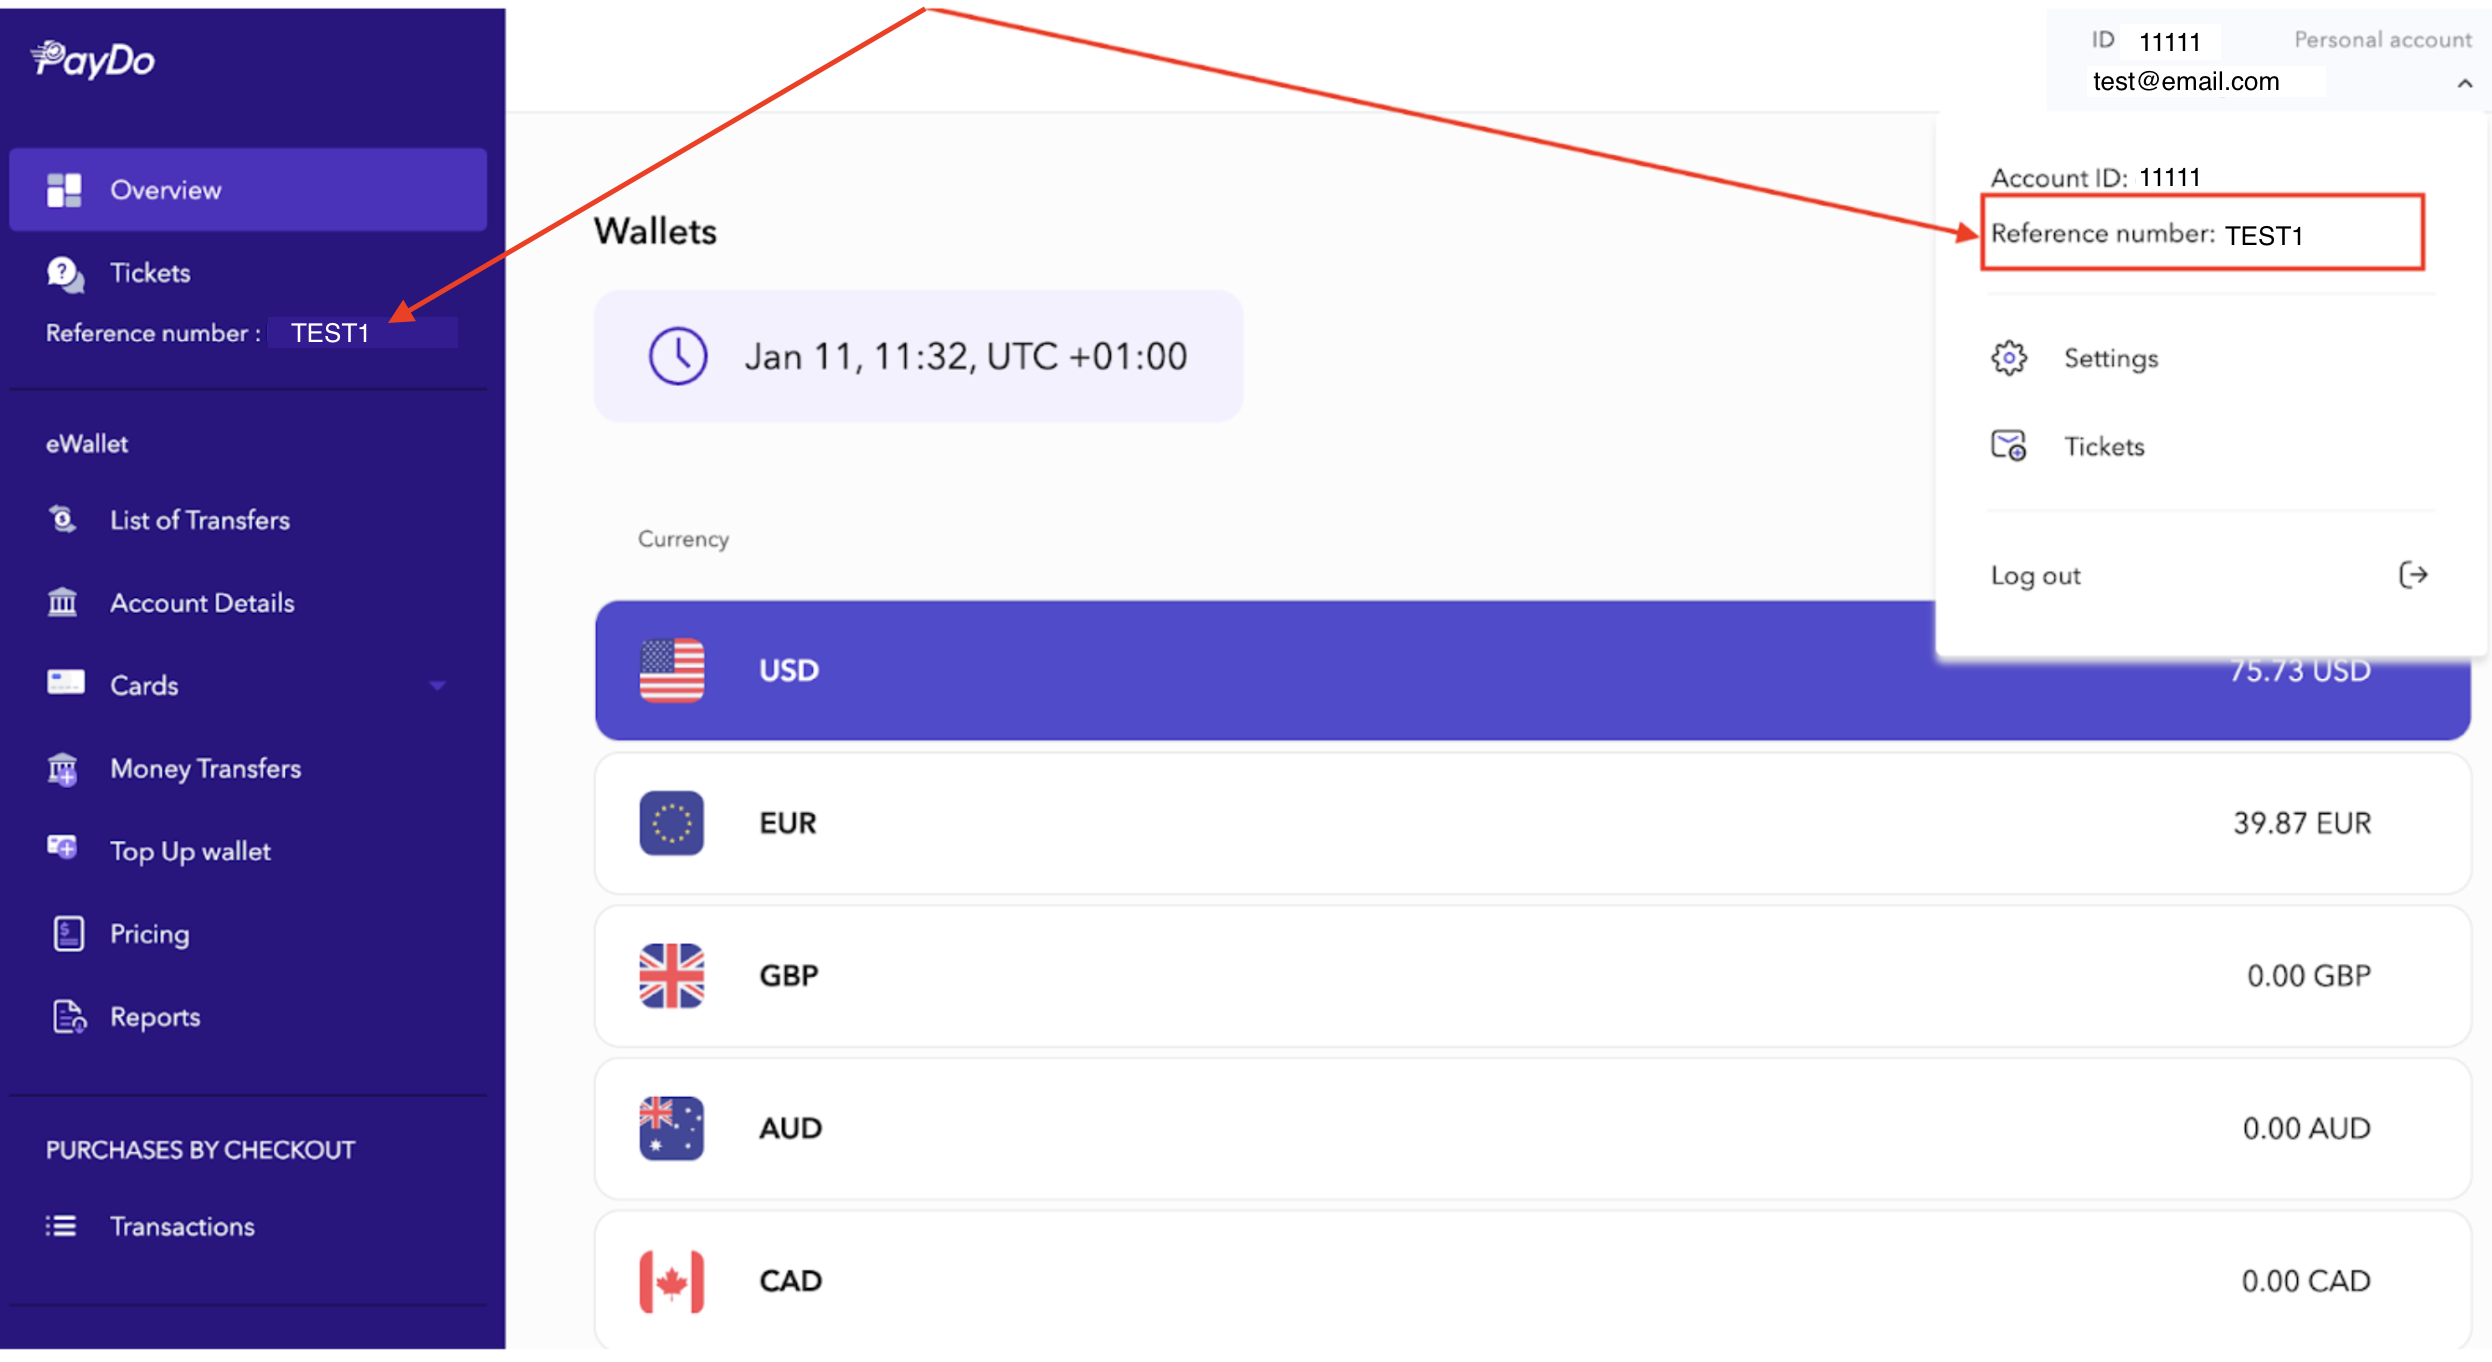 PayDo
Overview
Tickets
Reference number : TEST1
eWallet
List of Transfers
Account Details
Cards
Money Transfers
Top Up wallet
Pricing
Reports
PURCHASES BY CHECKOUT
Transactions
ID 11111 Personal account
test@email.com
Account ID: 11111
Reference number: TEST1
Settings
Tickets
Log out
Wallets
Jan 11, 11:32, UTC +01:00
Currency
USD 75.73 USD
EUR 39.87 EUR
GBP 0.00 GBP
AUD 0.00 AUD
CAD 0.00 CAD